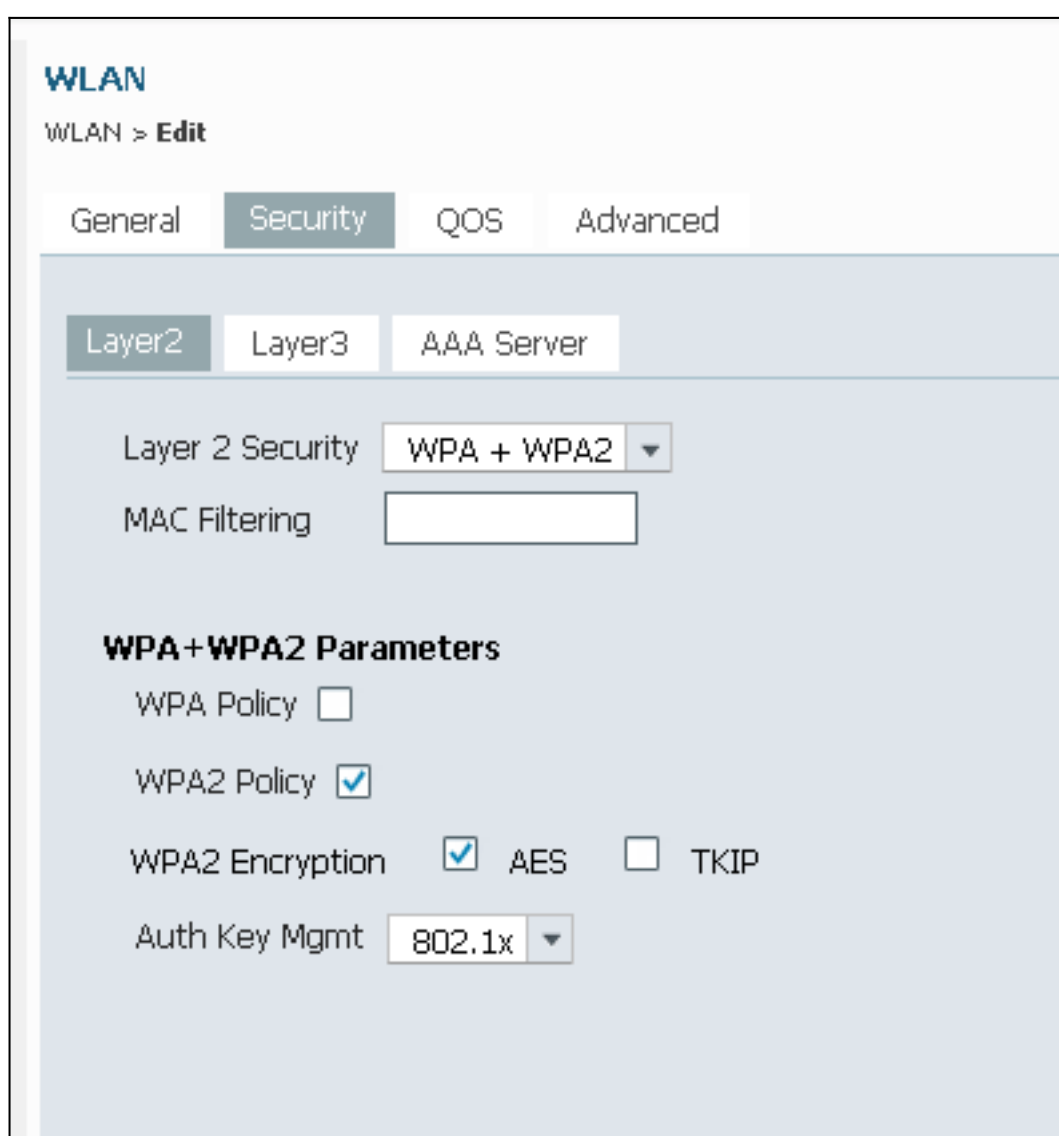 WLAN
WLAN > Edit
General Security QOS Advanced
Layer2 Layer3 AAA Server
Layer 2 Security WPA + WPA2
MAC Filtering
WPA+WPA2 Parameters
WPA Policy
WPA2 Policy
WPA2 Encryption AES TKIP
Auth Key Mgmt 802.1x